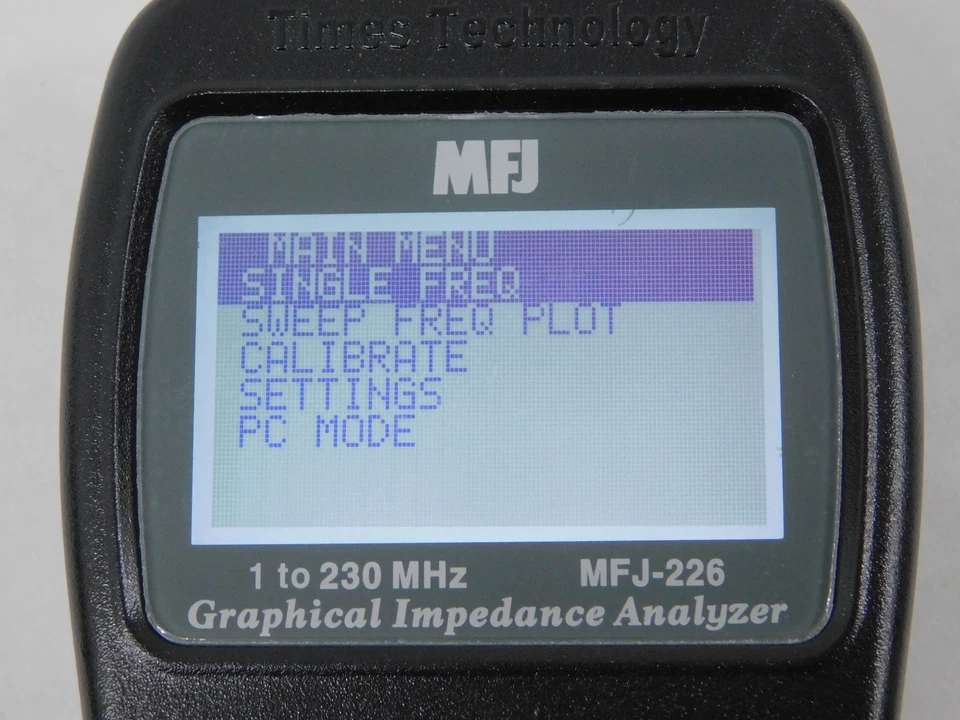 Times Technology
MFJ
MAIN MENU
SINGLE FREQ
SWEEP FREQ PLOT
CALIBRATE
SETTINGS
PC MODE
1 to 230 MHz MFJ-226
Graphical Impedance Analyzer